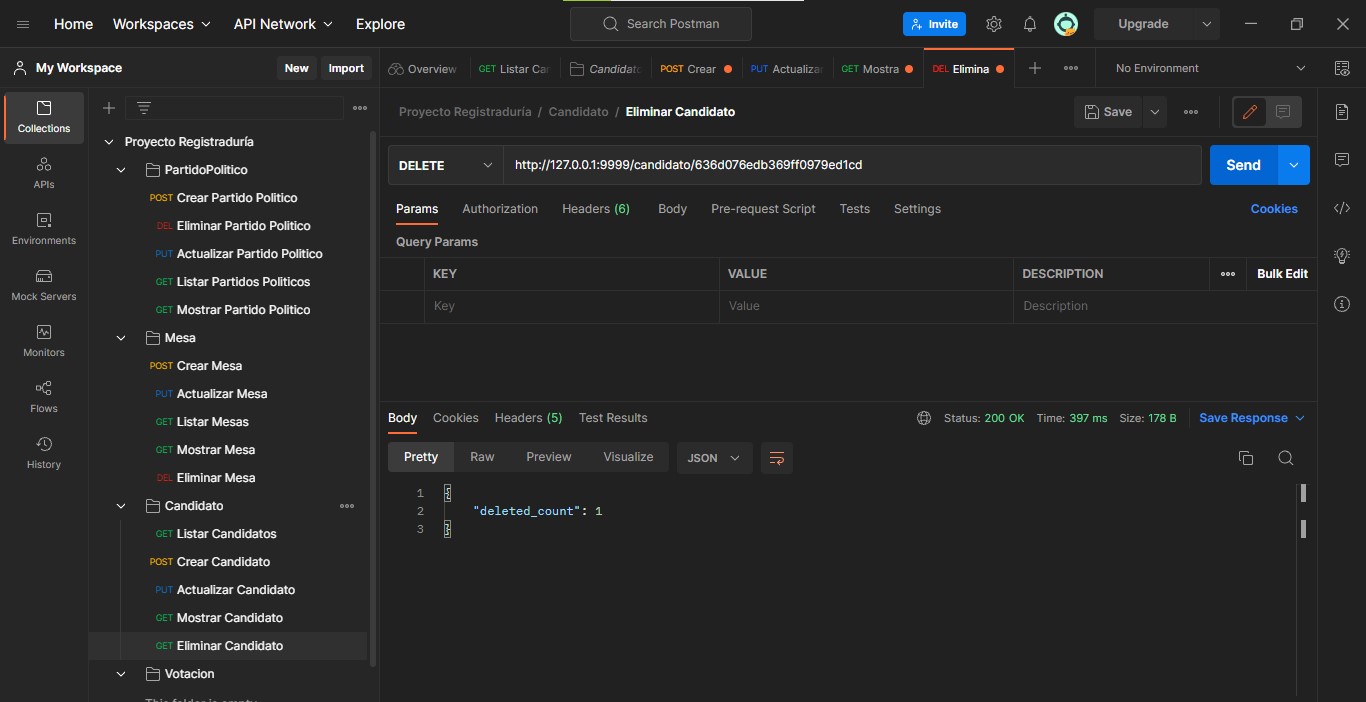 Home Workspaces API Network Explore Search Postman Invite Upgrade
My Workspace New Import Overview GET Listar Can Candidato POST Crear PUT Actualizar GET Mostra DEL Elimina No Environment
Collections
APIs
Environments
Mock Servers
Monitors
Flows
History
Proyecto Registraduría
PartidoPolitico
POST Crear Partido Politico
DEL Eliminar Partido Politico
PUT Actualizar Partido Politico
GET Listar Partidos Politicos
GET Mostrar Partido Politico
Mesa
POST Crear Mesa
PUT Actualizar Mesa
GET Listar Mesas
GET Mostrar Mesa
DEL Eliminar Mesa
Candidato
GET Listar Candidatos
POST Crear Candidato
PUT Actualizar Candidato
GET Mostrar Candidato
GET Eliminar Candidato
Votacion
Proyecto Registraduría / Candidato / Eliminar Candidato Save
DELETE http://127.0.0.1:9999/candidato/636d076edb369ff0979ed1cd Send
Params Authorization Headers (6) Body Pre-request Script Tests Settings Cookies
Query Params
KEY VALUE DESCRIPTION Bulk Edit
Key Value Description
Body Cookies Headers (5) Test Results Status: 200 OK Time: 397 ms Size: 178 B Save Response
Pretty Raw Preview Visualize JSON
1 {
2 "deleted_count": 1
3 }